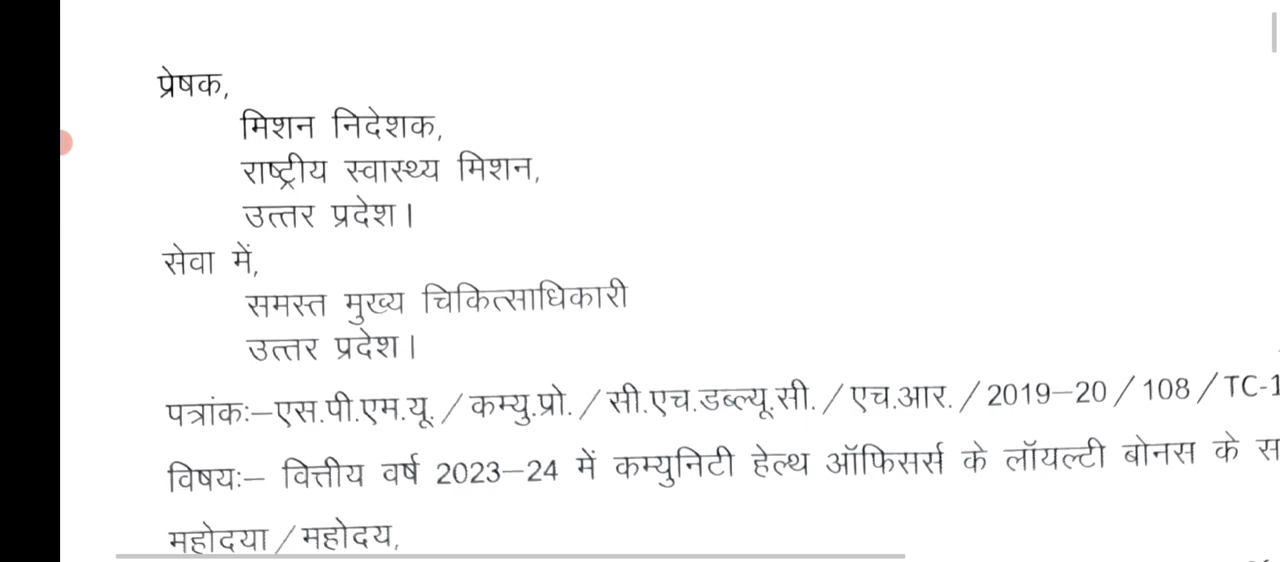 प्रेषक,
मिशन निदेशक,
राष्ट्रीय स्वास्थ्य मिशन,
उत्तर प्रदेश।
सेवा में,
समस्त मुख्य चिकित्साधिकारी
उत्तर प्रदेश।
पत्रांकः–एस.पी.एम.यू. / कम्यु.प्रो. / सी.एच.डब्ल्यू.सी. / एच.आर. / 2019–20 / 108 / TC-1
विषयः– वित्तीय वर्ष 2023–24 में कम्युनिटी हेल्थ ऑफिसर्स के लॉयल्टी बोनस के
महोदया / महोदय,